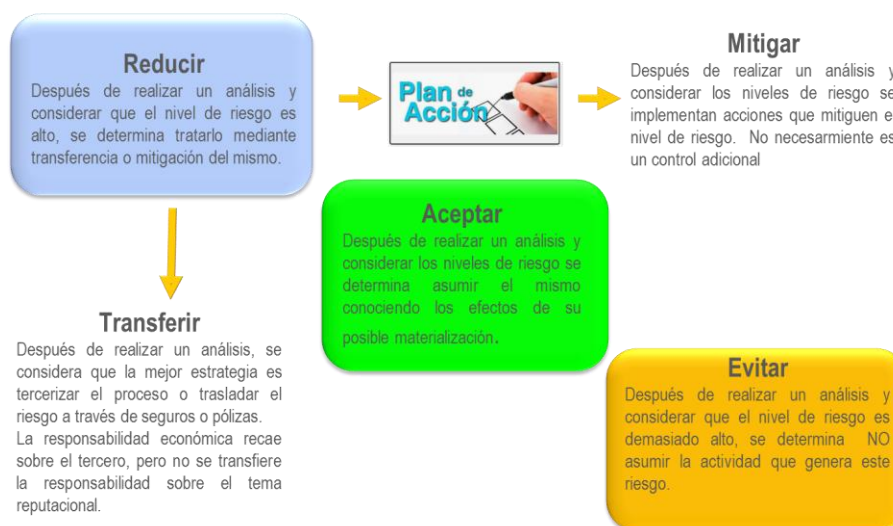 Reducir
Después de realizar un análisis y
considerar que el nivel de riesgo es
alto, se determina tratarlo mediante
transferencia o mitigación del mismo.
Plan de
Acción
Mitigar
Después de realizar un análisis y
considerar los niveles de riesgo se
implementan acciones que mitiguen el
nivel de riesgo. No necesarmiente es
un control adicional
Aceptar
Después de realizar un análisis y
considerar los niveles de riesgo se
determina asumir el mismo
conociendo los efectos de su
posible materialización.
Transferir
Después de realizar un análisis, se
considera que la mejor estrategia es
tercerizar el proceso o trasladar el
riesgo a través de seguros o pólizas.
La responsabilidad económica recae
sobre el tercero, pero no se transfiere
la responsabilidad sobre el tema
reputacional.
Evitar
Después de realizar un análisis y
considerar que el nivel de riesgo es
demasiado alto, se determina NO
asumir la actividad que genera este
riesgo.